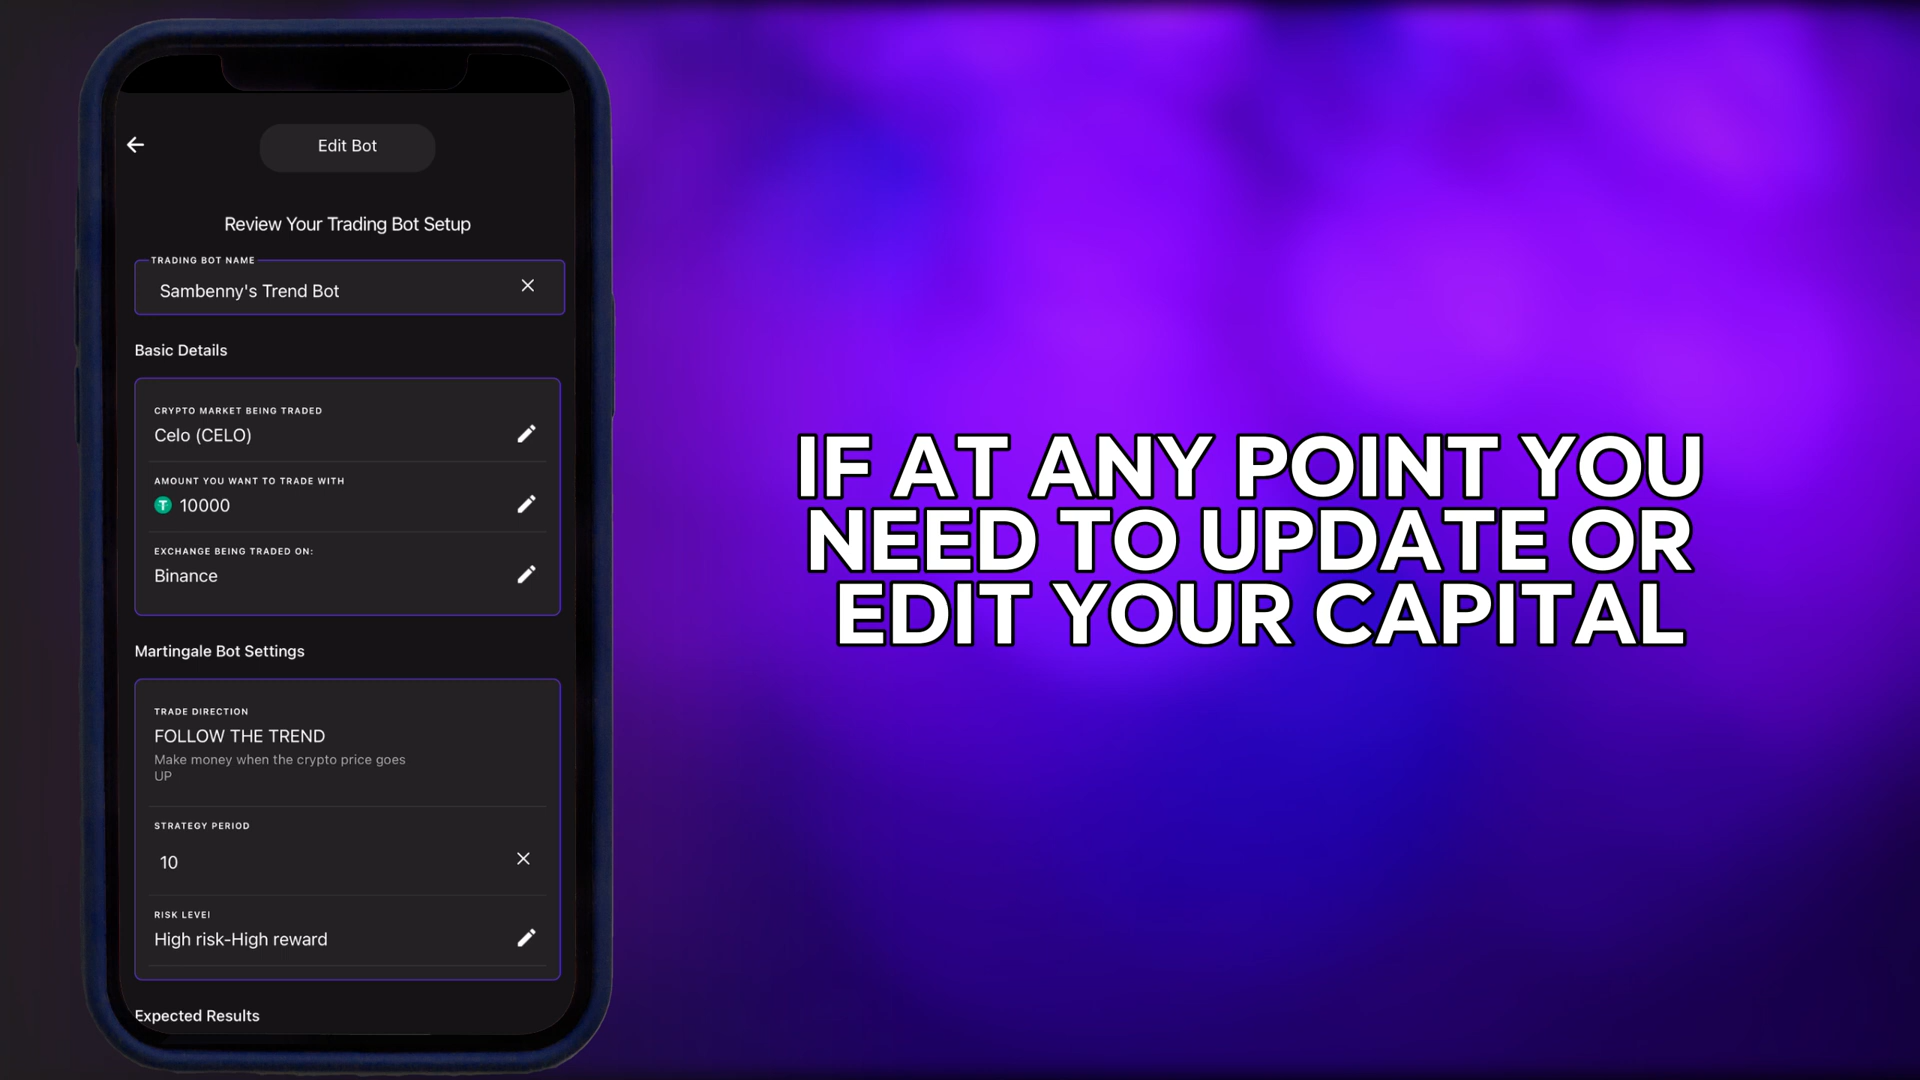 Edit Bot
Review Your Trading Bot Setup
TRADING BOT NAME
Sambenny's Trend Bot
Basic Details
CRYPTO MARKET BEING TRADED
Celo (CELO)
AMOUNT YOU WANT TO TRADE WITH
10000
EXCHANGE BEING TRADED ON:
Binance
Martingale Bot Settings
TRADE DIRECTION
FOLLOW THE TREND
Make money when the crypto price goes
UP
STRATEGY PERIOD
10
RISK LEVEL
High risk-High reward
Expected Results
IF AT ANY POINT YOU
NEED TO UPDATE OR
EDIT YOUR CAPITAL